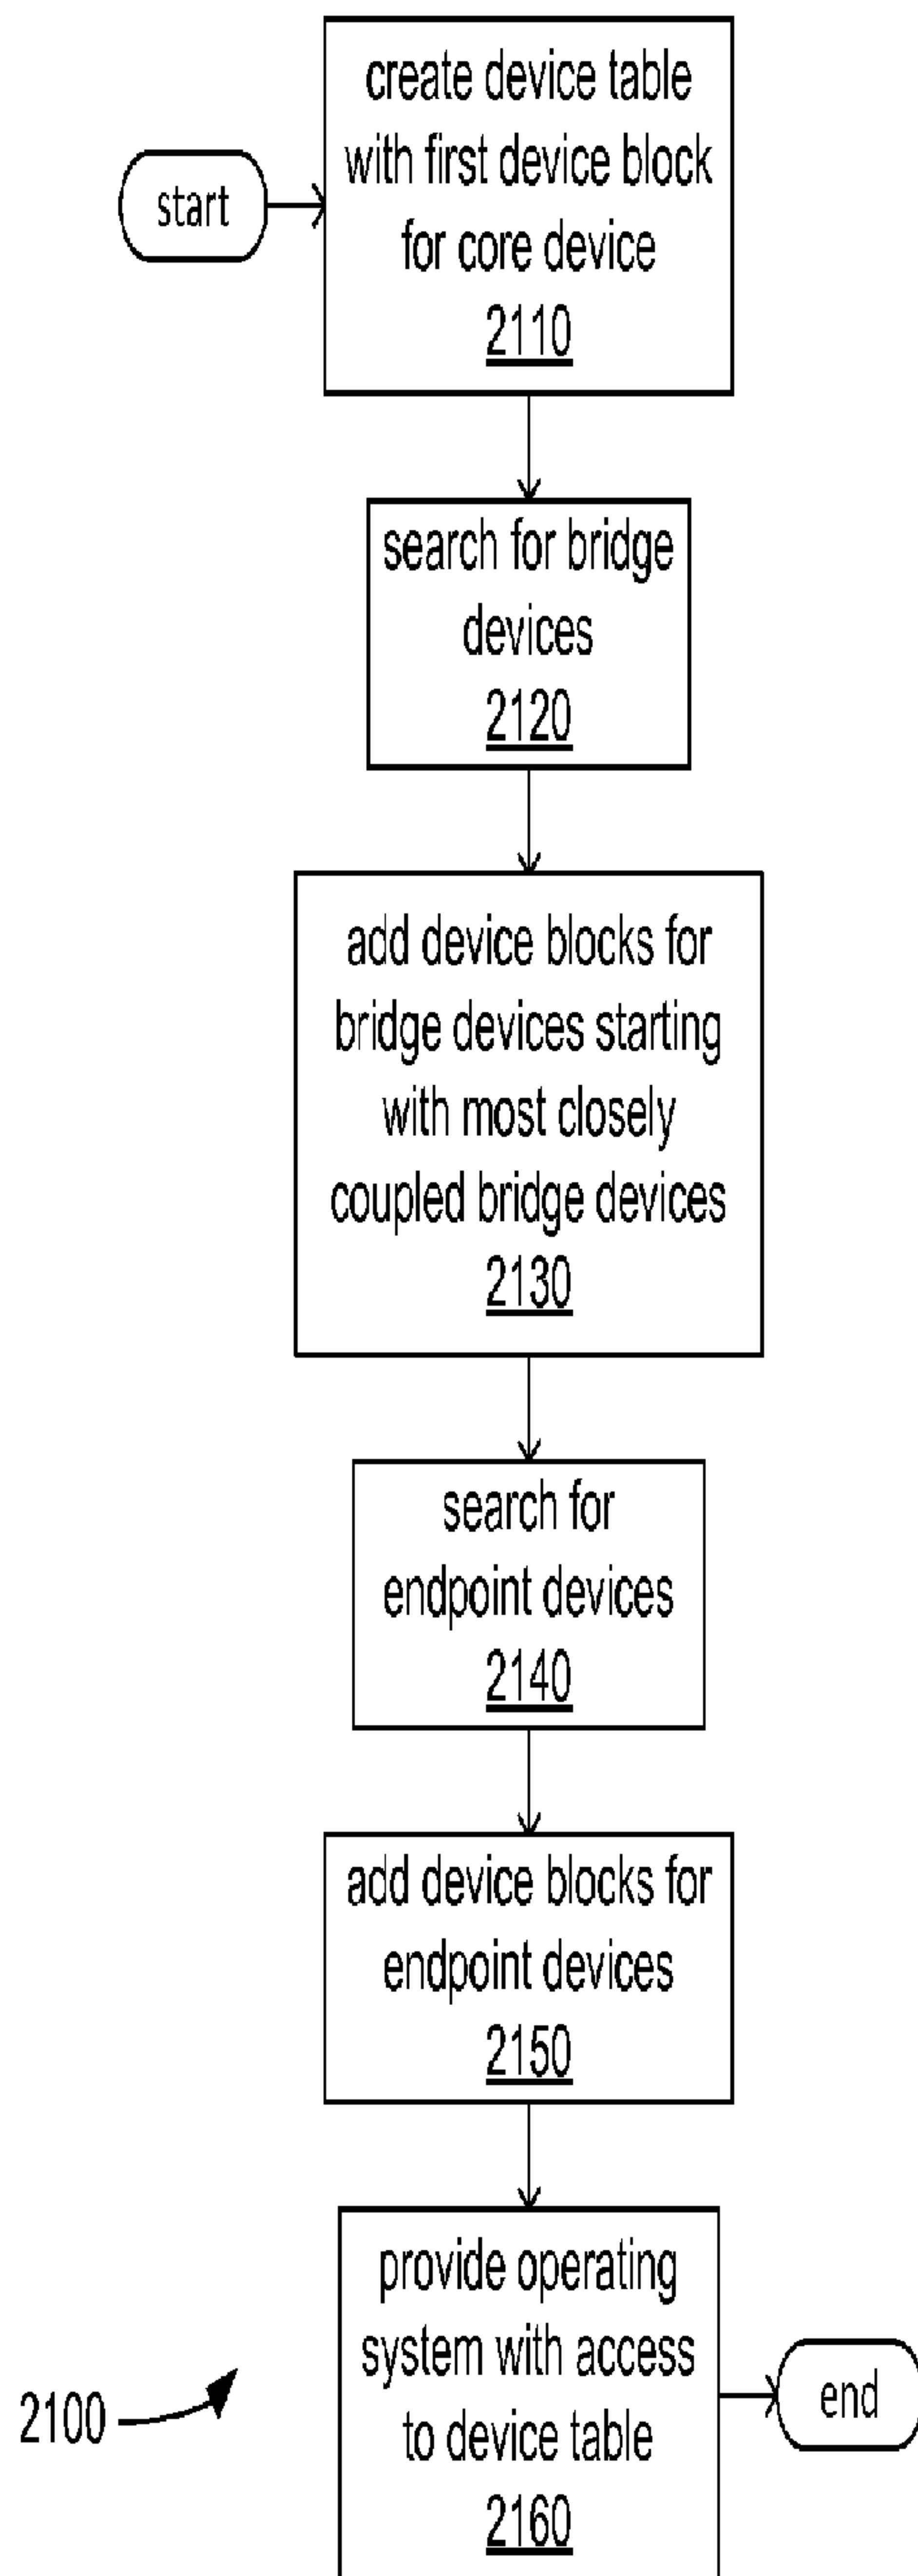 start
create device table
with first device block
for core device
2110
search for bridge
devices
2120
add device blocks for
bridge devices starting
with most closely
coupled bridge devices
2130
search for
endpoint devices
2140
add device blocks for
endpoint devices
2150
provide operating
system with access
to device table
2160
end
2100